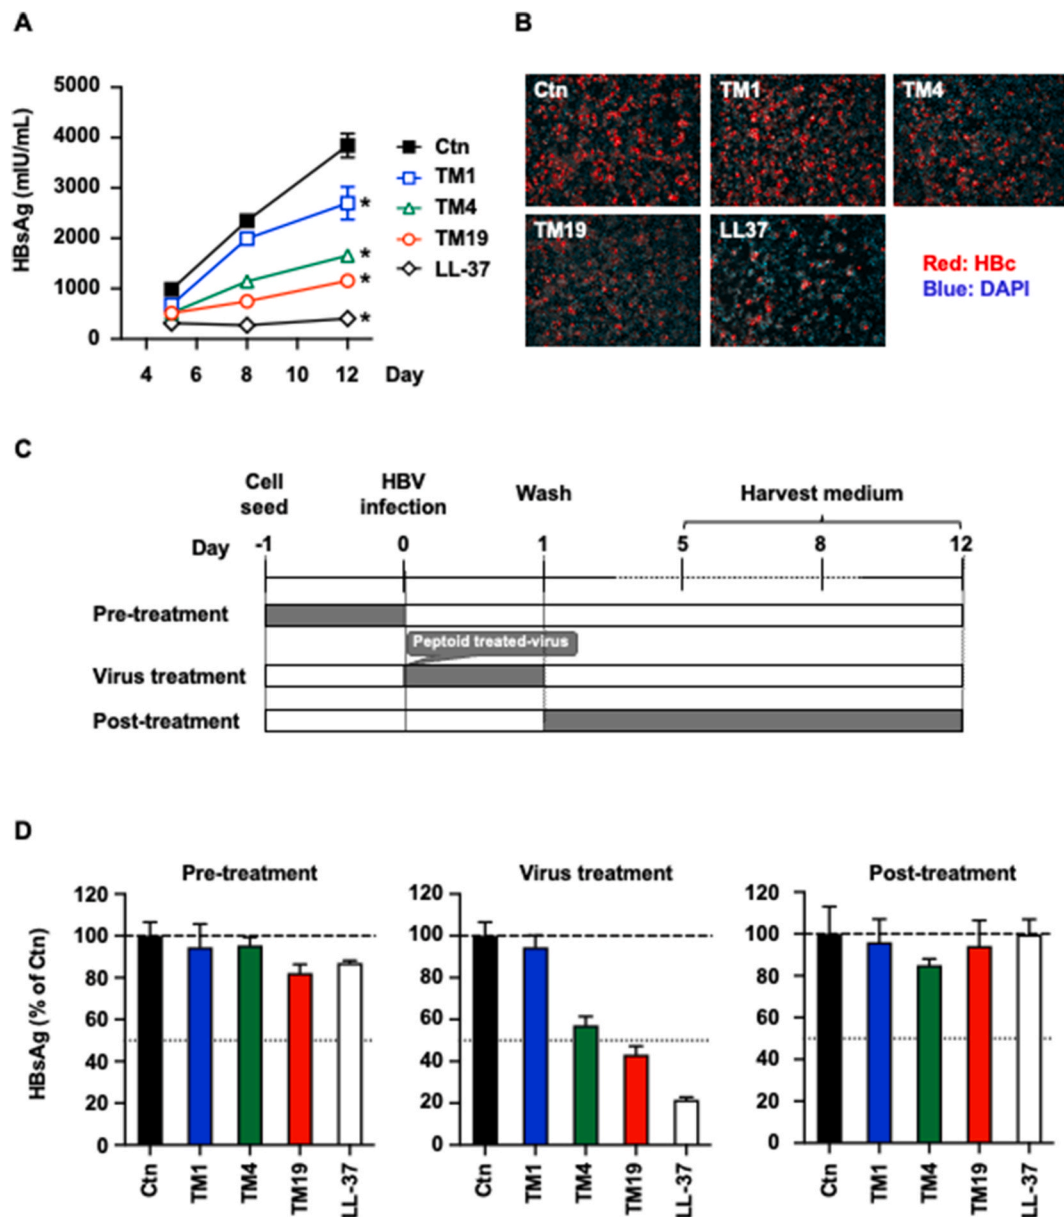 A
HBsAg (mIU/mL)
5000
4000
3000
2000
1000
0
4 6 8 10 12 Day
Ctn
TM1
TM4
TM19
LL-37
*
*
*
*
B
Ctn
TM1
TM4
TM19
LL37
Red: HBc
Blue: DAPI
C
Cell
seed
HBV
infection
Wash
Harvest medium
Day -1 0 1 5 8 12
Pre-treatment
Peptoid treated-virus
Virus treatment
Post-treatment
D
HBsAg (% of Ctn)
Pre-treatment
120
100
80
60
40
20
0
Ctn
TM1
TM4
TM19
LL-37
Virus treatment
120
100
80
60
40
20
0
Ctn
TM1
TM4
TM19
LL-37
Post-treatment
120
100
80
60
40
20
0
Ctn
TM1
TM4
TM19
LL-37